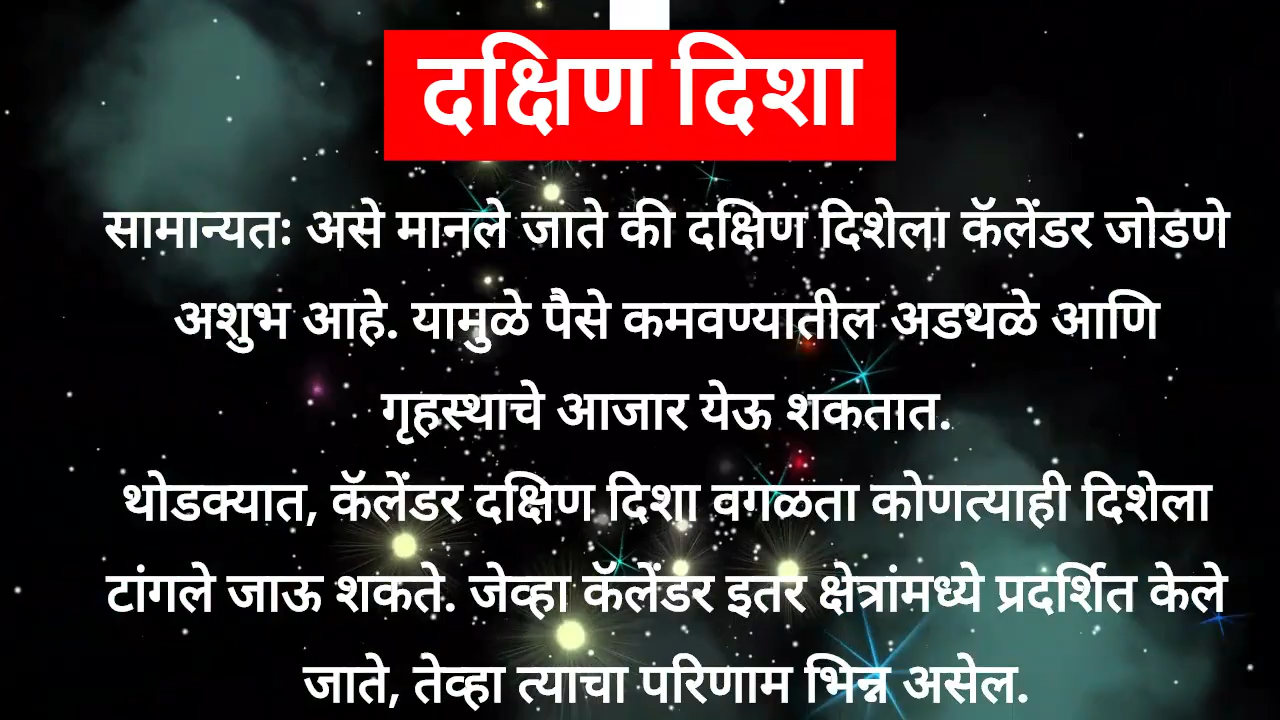 दक्षिण दिशा
सामान्यतः असे मानले जाते की दक्षिण दिशेला कॅलेंडर जोडणे
अशुभ आहे. यामुळे पैसे कमवण्यातील अडथळे आणि
गृहस्थाचे आजार येऊ शकतात.
थोडक्यात, कॅलेंडर दक्षिण दिशा वगळता कोणत्याही दिशेला
टांगले जाऊ शकते. जेव्हा कॅलेंडर इतर क्षेत्रांमध्ये प्रदर्शित केले
जाते, तेव्हा त्याचा परिणाम भिन्न असेल.